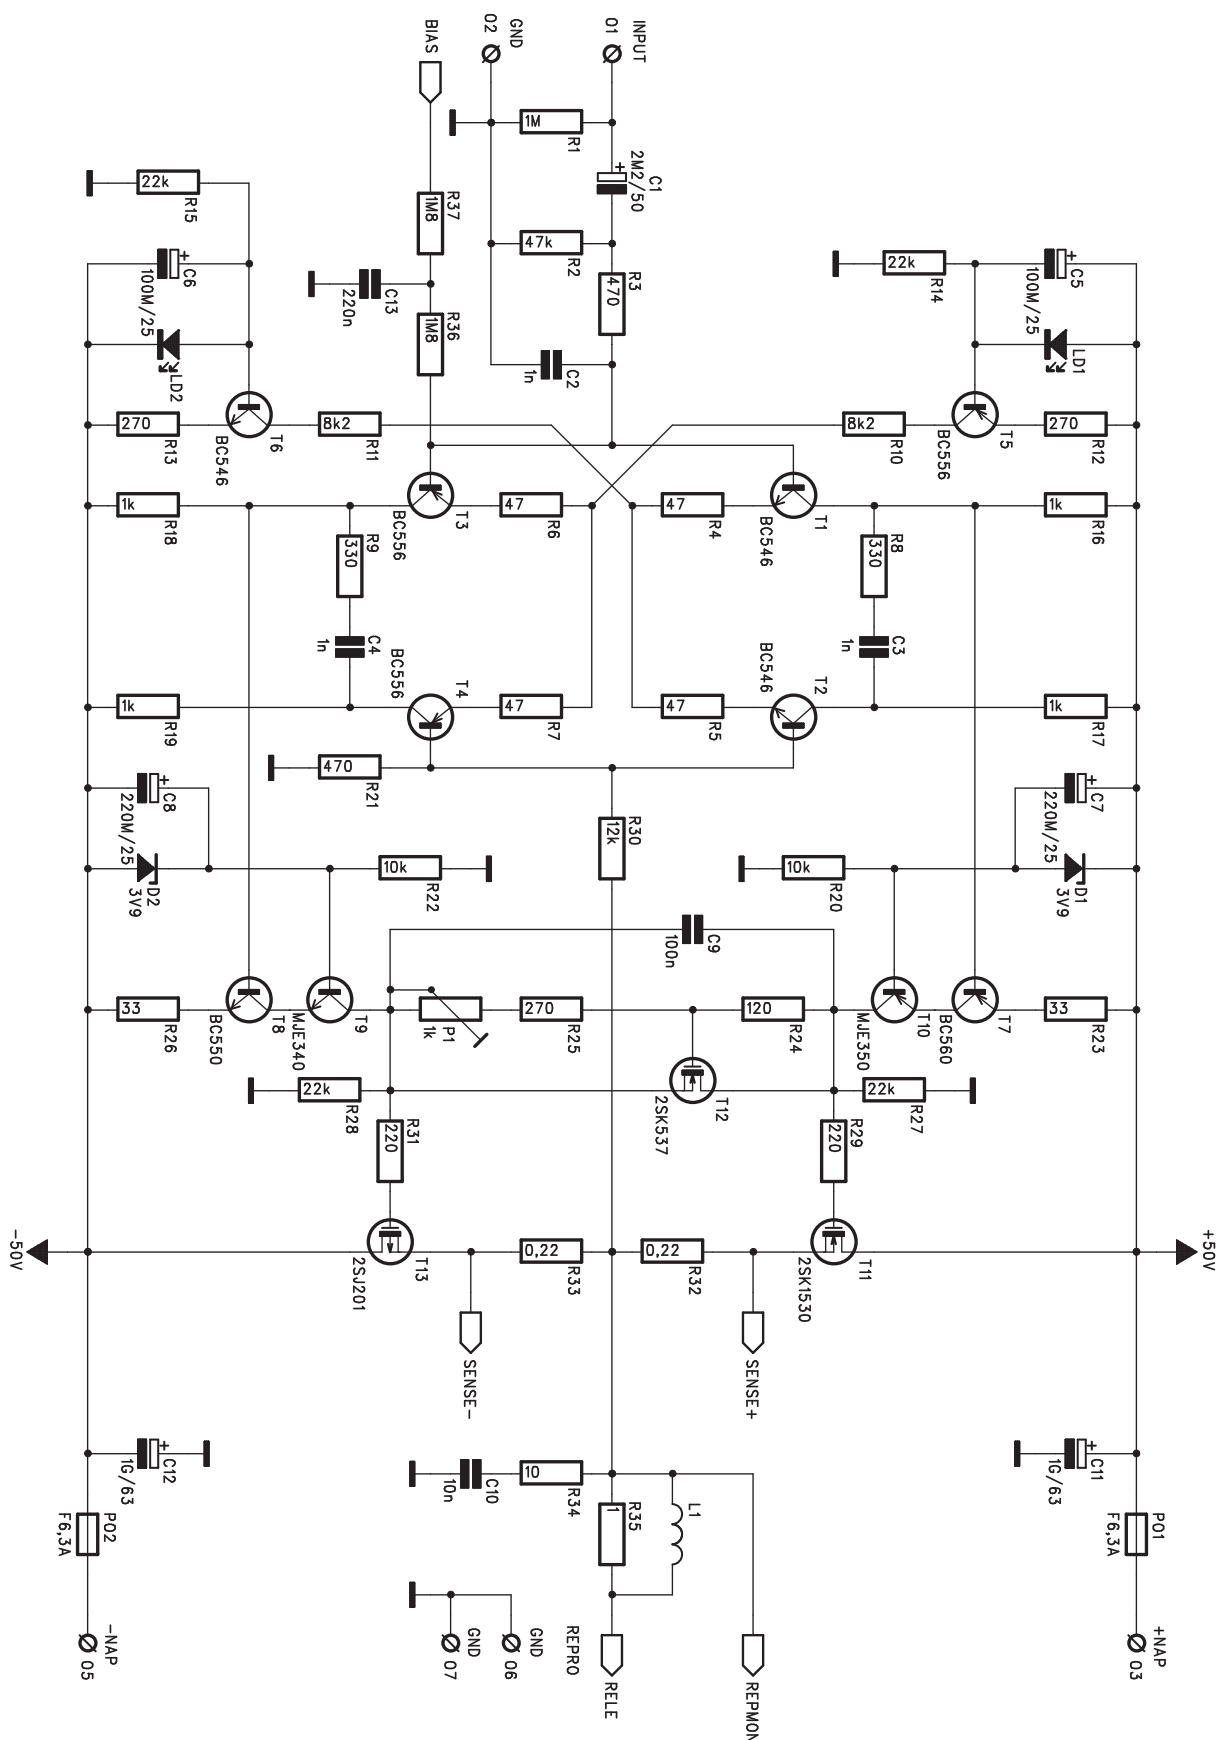 INPUT
O1
GND
O2
BIAS
1M
R1
C1
2M2/50
+
47k
R2
R3
470
C2
1n
R37
1M8
C13
220n
R36
1M8
22k
R15
+
C6
100M/25
LD2
22k
R14
+
C5
100M/25
LD1
270
R13
BC546
T6
8k2
R11
8k2
R10
BC556
T5
270
R12
1k
R18
BC556
T3
47
R6
47
R4
BC546
T1
1k
R16
R9
330
C4
1n
R8
330
C3
1n
1k
R19
BC556
T4
47
R7
47
R5
BC546
T2
1k
R17
470
R21
R30
12k
+
C8
220M/25
D2
3V9
10k
R22
10k
R20
+
C7
220M/25
D1
3V9
C9
100n
33
R26
BC550
T8
MJE340
T9
P1
1k
270
R25
120
R24
MJE350
T10
BC560
T7
33
R23
22k
R28
T12
2SK537
22k
R27
R31
220
R29
220
-50V
T13
2SJ201
0,22
R33
0,22
R32
T11
2SK1530
+50V
SENSE-
SENSE+
+
C12
1G/63
C10
10n
10
R34
R35
1
L1
+
C11
1G/63
PO2
F6,3A
PO1
F6,3A
-NAP
O5
GND
O7
GND
O6
REPRO
RELE
REPMON
+NAP
O3